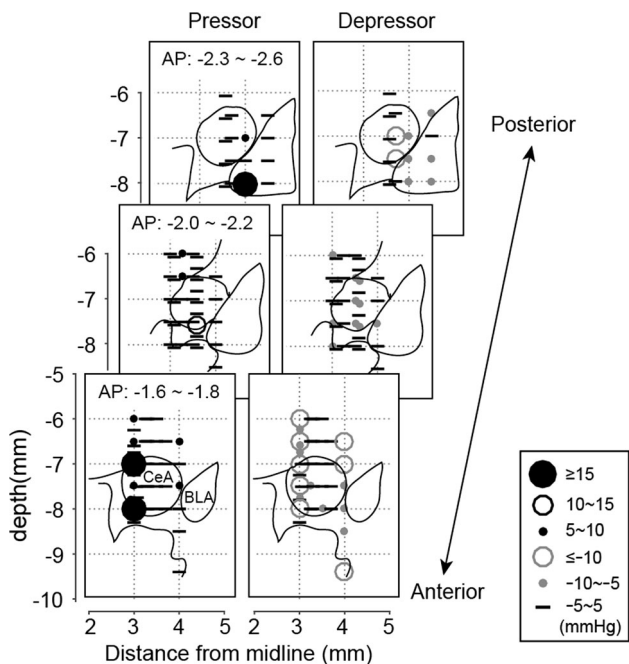 Pressor
Depressor
AP: -2.3 ~ -2.6
-6
-7
-8
Posterior
AP: -2.0 ~ -2.2
-6
-7
-8
-5
AP: -1.6 ~ -1.8
-6
-7
CeA
BLA
-8
-9
-10
depth(mm)
Anterior
2 3 4 5 2 3 4 5
Distance from midline (mm)
≥15
10~15
5~10
≤-10
-10~-5
-5~5
(mmHg)